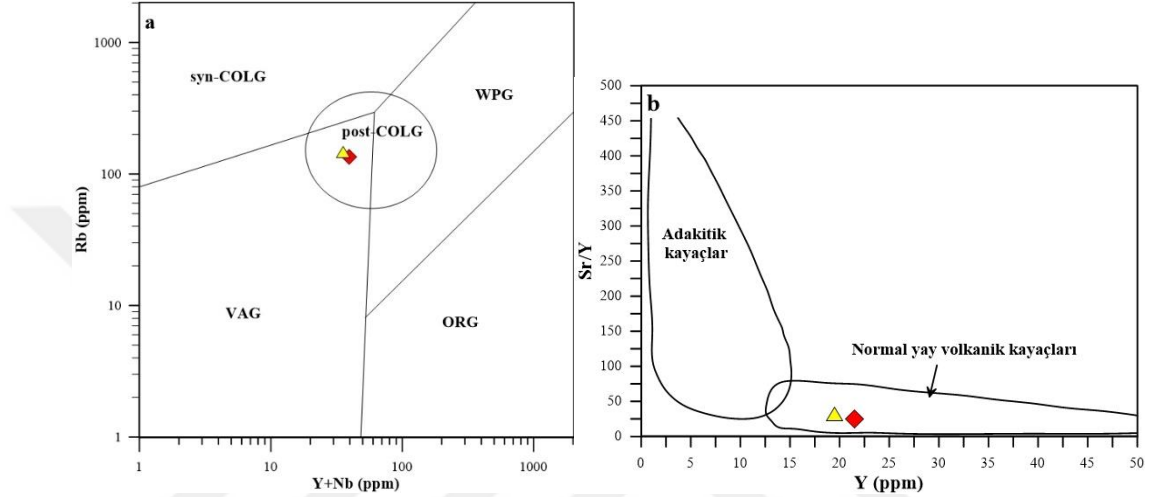 a
1000
100
10
1
Rb (ppm)
syn-COLG
WPG
post-COLG
VAG
ORG
1 10 100 1000
Y+Nb (ppm)
b
500
450
400
350
300
250
200
150
100
50
0
Sr/Y
Adakitik
kayaçlar
Normal yay volkanik kayaçları
0 5 10 15 20 25 30 35 40 45 50
Y (ppm)